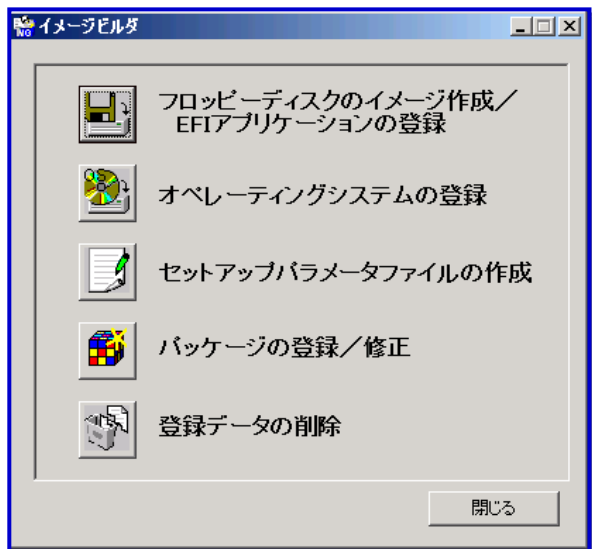 イメージビルダ
フロッピーディスクのイメージ作成／
EFIアプリケーションの登録
オペレーティングシステムの登録
セットアップパラメータファイルの作成
パッケージの登録／修正
登録データの削除
閉じる